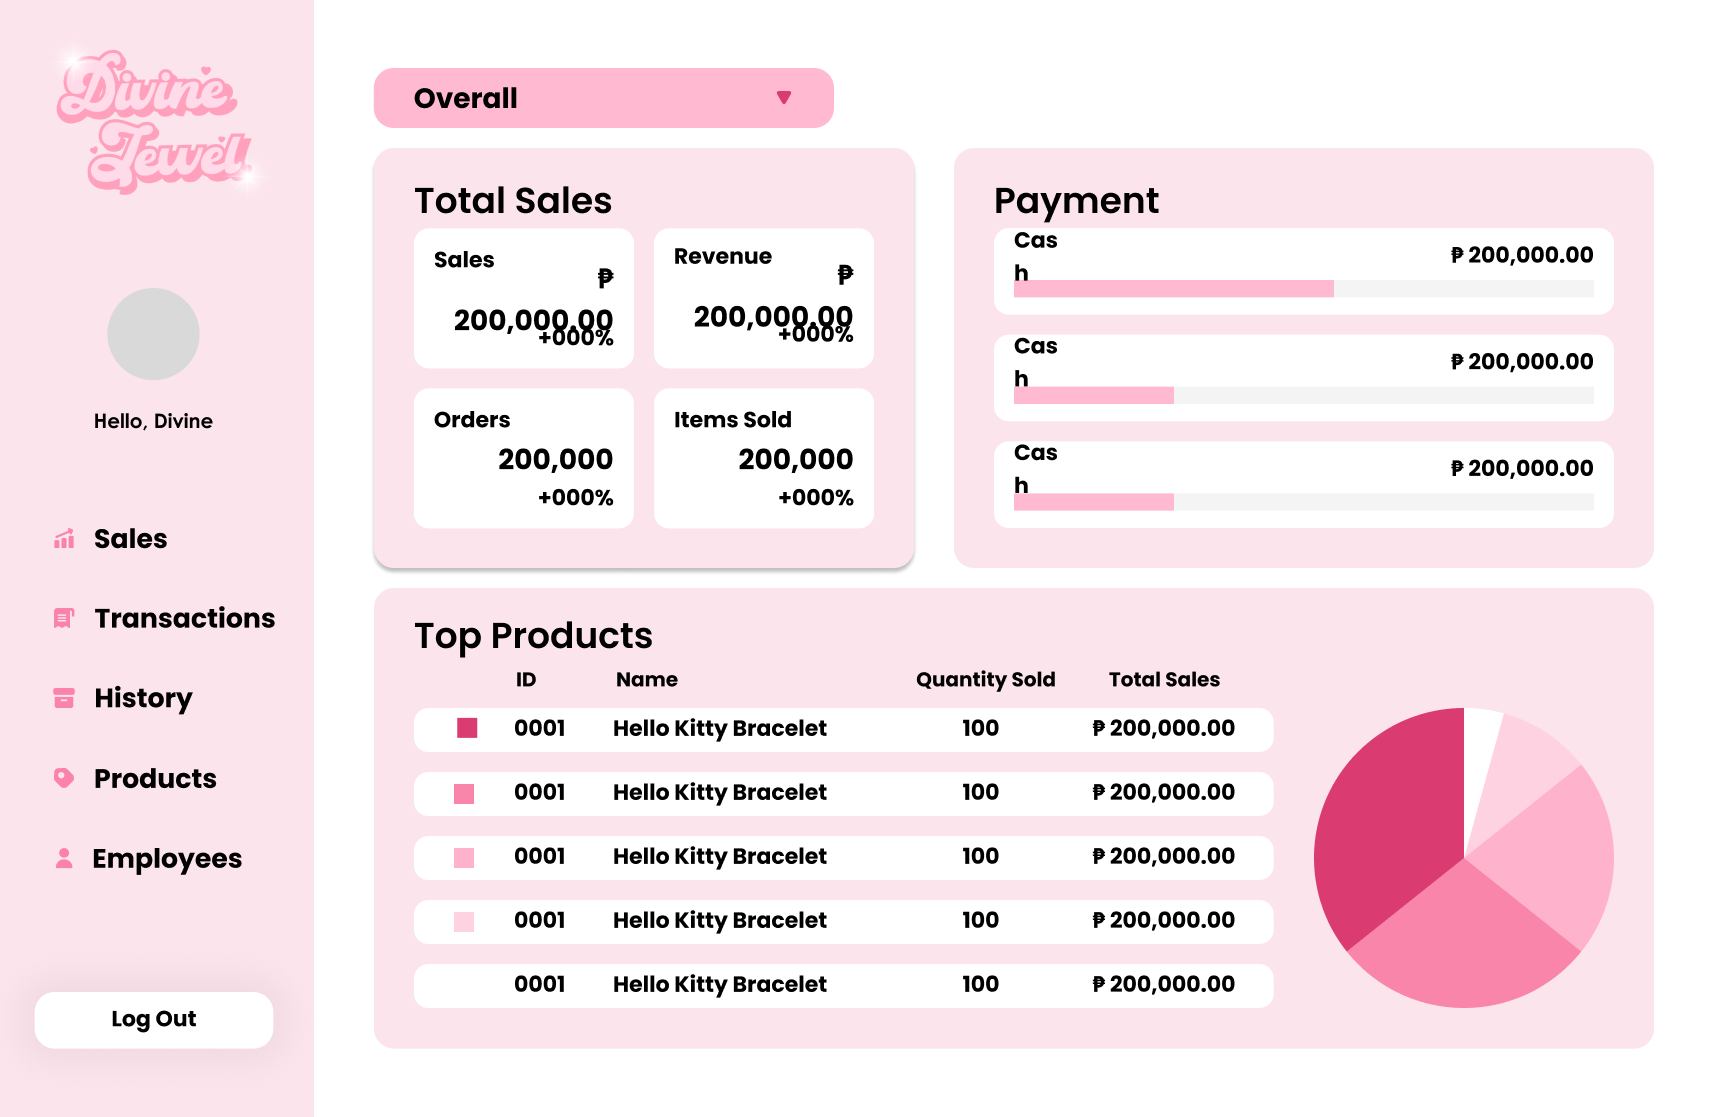 Divine
Jewel
Hello, Divine
Sales
Transactions
History
Products
Employees
Log Out
Overall
Total Sales
Sales
₱
200,000.00
+000%
Revenue
₱
200,000.00
+000%
Orders
200,000
+000%
Items Sold
200,000
+000%
Payment
Cas
h
₱ 200,000.00
Cas
h
₱ 200,000.00
Cas
h
₱ 200,000.00
Top Products
ID Name Quantity Sold Total Sales
0001 Hello Kitty Bracelet 100 ₱ 200,000.00
0001 Hello Kitty Bracelet 100 ₱ 200,000.00
0001 Hello Kitty Bracelet 100 ₱ 200,000.00
0001 Hello Kitty Bracelet 100 ₱ 200,000.00
0001 Hello Kitty Bracelet 100 ₱ 200,000.00